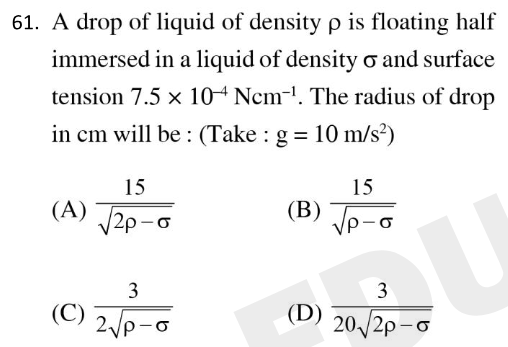 61. A drop of liquid of density ρ is floating half
immersed in a liquid of density σ and surface
tension 7.5 × 10⁻⁴ Ncm⁻¹. The radius of drop
in cm will be : (Take : g = 10 m/s²)
(A) 15/√(2ρ – σ) (B) 15/√(ρ – σ)
(C) 3/(2√(ρ – σ)) (D) 3/(20√(2ρ – σ))
EDU